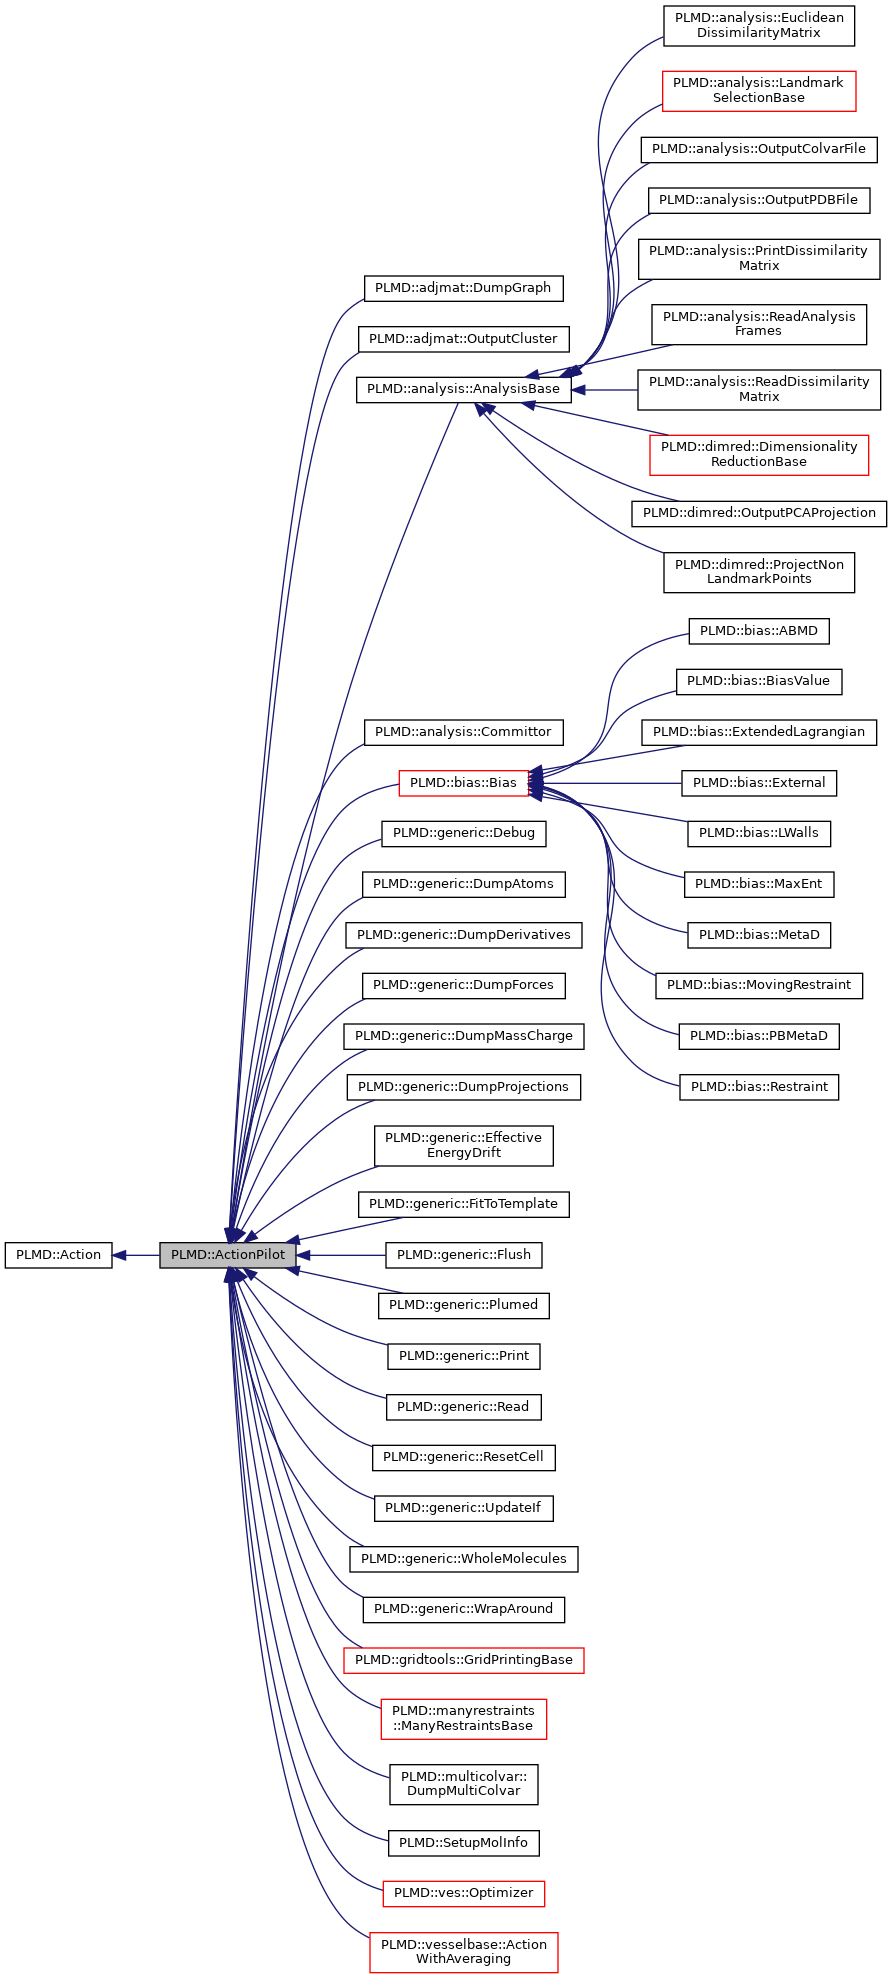 PLMD::analysis::Euclidean
DissimilarityMatrix
PLMD::analysis::Landmark
SelectionBase
PLMD::analysis::OutputColvarFile
PLMD::analysis::OutputPDBFile
PLMD::analysis::PrintDissimilarity
Matrix
PLMD::adjmat::DumpGraph
PLMD::analysis::ReadAnalysis
Frames
PLMD::adjmat::OutputCluster
PLMD::analysis::AnalysisBase
PLMD::analysis::ReadDissimilarity
Matrix
PLMD::dimred::Dimensionality
ReductionBase
PLMD::dimred::OutputPCAProjection
PLMD::dimred::ProjectNon
LandmarkPoints
PLMD::bias::ABMD
PLMD::bias::BiasValue
PLMD::analysis::Committor
PLMD::bias::ExtendedLagrangian
PLMD::bias::Bias
PLMD::bias::External
PLMD::generic::Debug
PLMD::bias::LWalls
PLMD::generic::DumpAtoms
PLMD::bias::MaxEnt
PLMD::generic::DumpDerivatives
PLMD::bias::MetaD
PLMD::generic::DumpForces
PLMD::bias::MovingRestraint
PLMD::generic::DumpMassCharge
PLMD::bias::PBMetaD
PLMD::generic::DumpProjections
PLMD::bias::Restraint
PLMD::generic::Effective
EnergyDrift
PLMD::generic::FitToTemplate
PLMD::Action
PLMD::ActionPilot
PLMD::generic::Flush
PLMD::generic::Plumed
PLMD::generic::Print
PLMD::generic::Read
PLMD::generic::ResetCell
PLMD::generic::UpdateIf
PLMD::generic::WholeMolecules
PLMD::generic::WrapAround
PLMD::gridtools::GridPrintingBase
PLMD::manyrestraints
::ManyRestraintsBase
PLMD::multicolvar::
DumpMultiColvar
PLMD::SetupMolInfo
PLMD::ves::Optimizer
PLMD::vesselbase::Action
WithAveraging